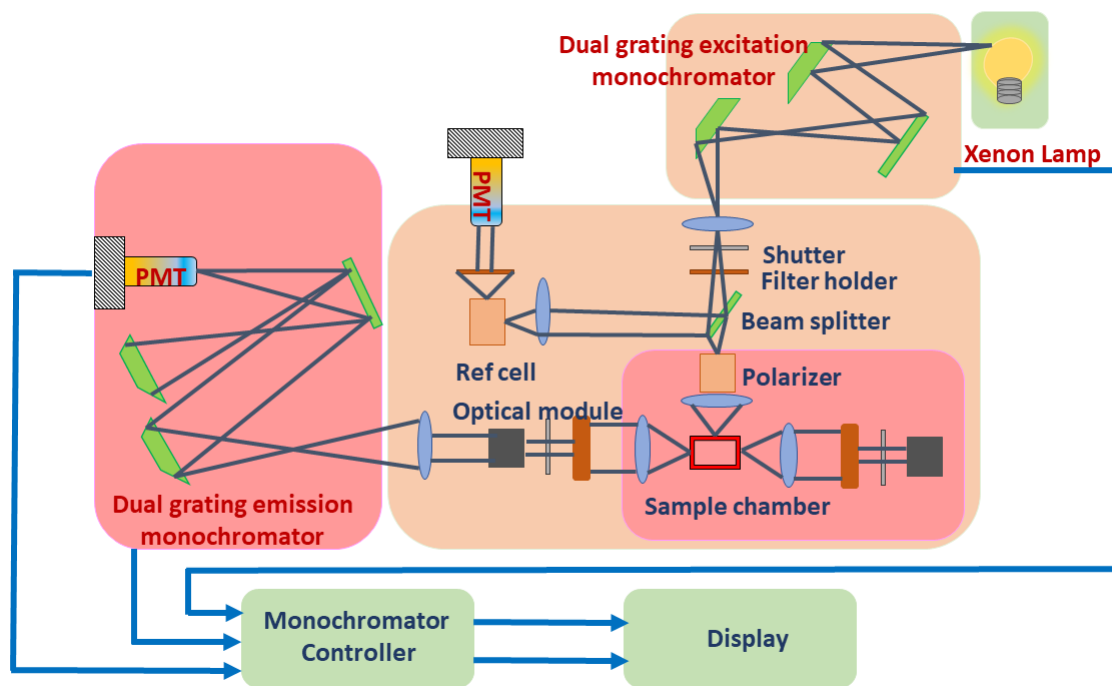 Dual grating excitation
monochromator
Xenon Lamp
PMT
PMT
Shutter
Filter holder
Beam splitter
Ref cell
Polarizer
Optical module
Sample chamber
Dual grating emission
monochromator
Monochromator
Controller
Display